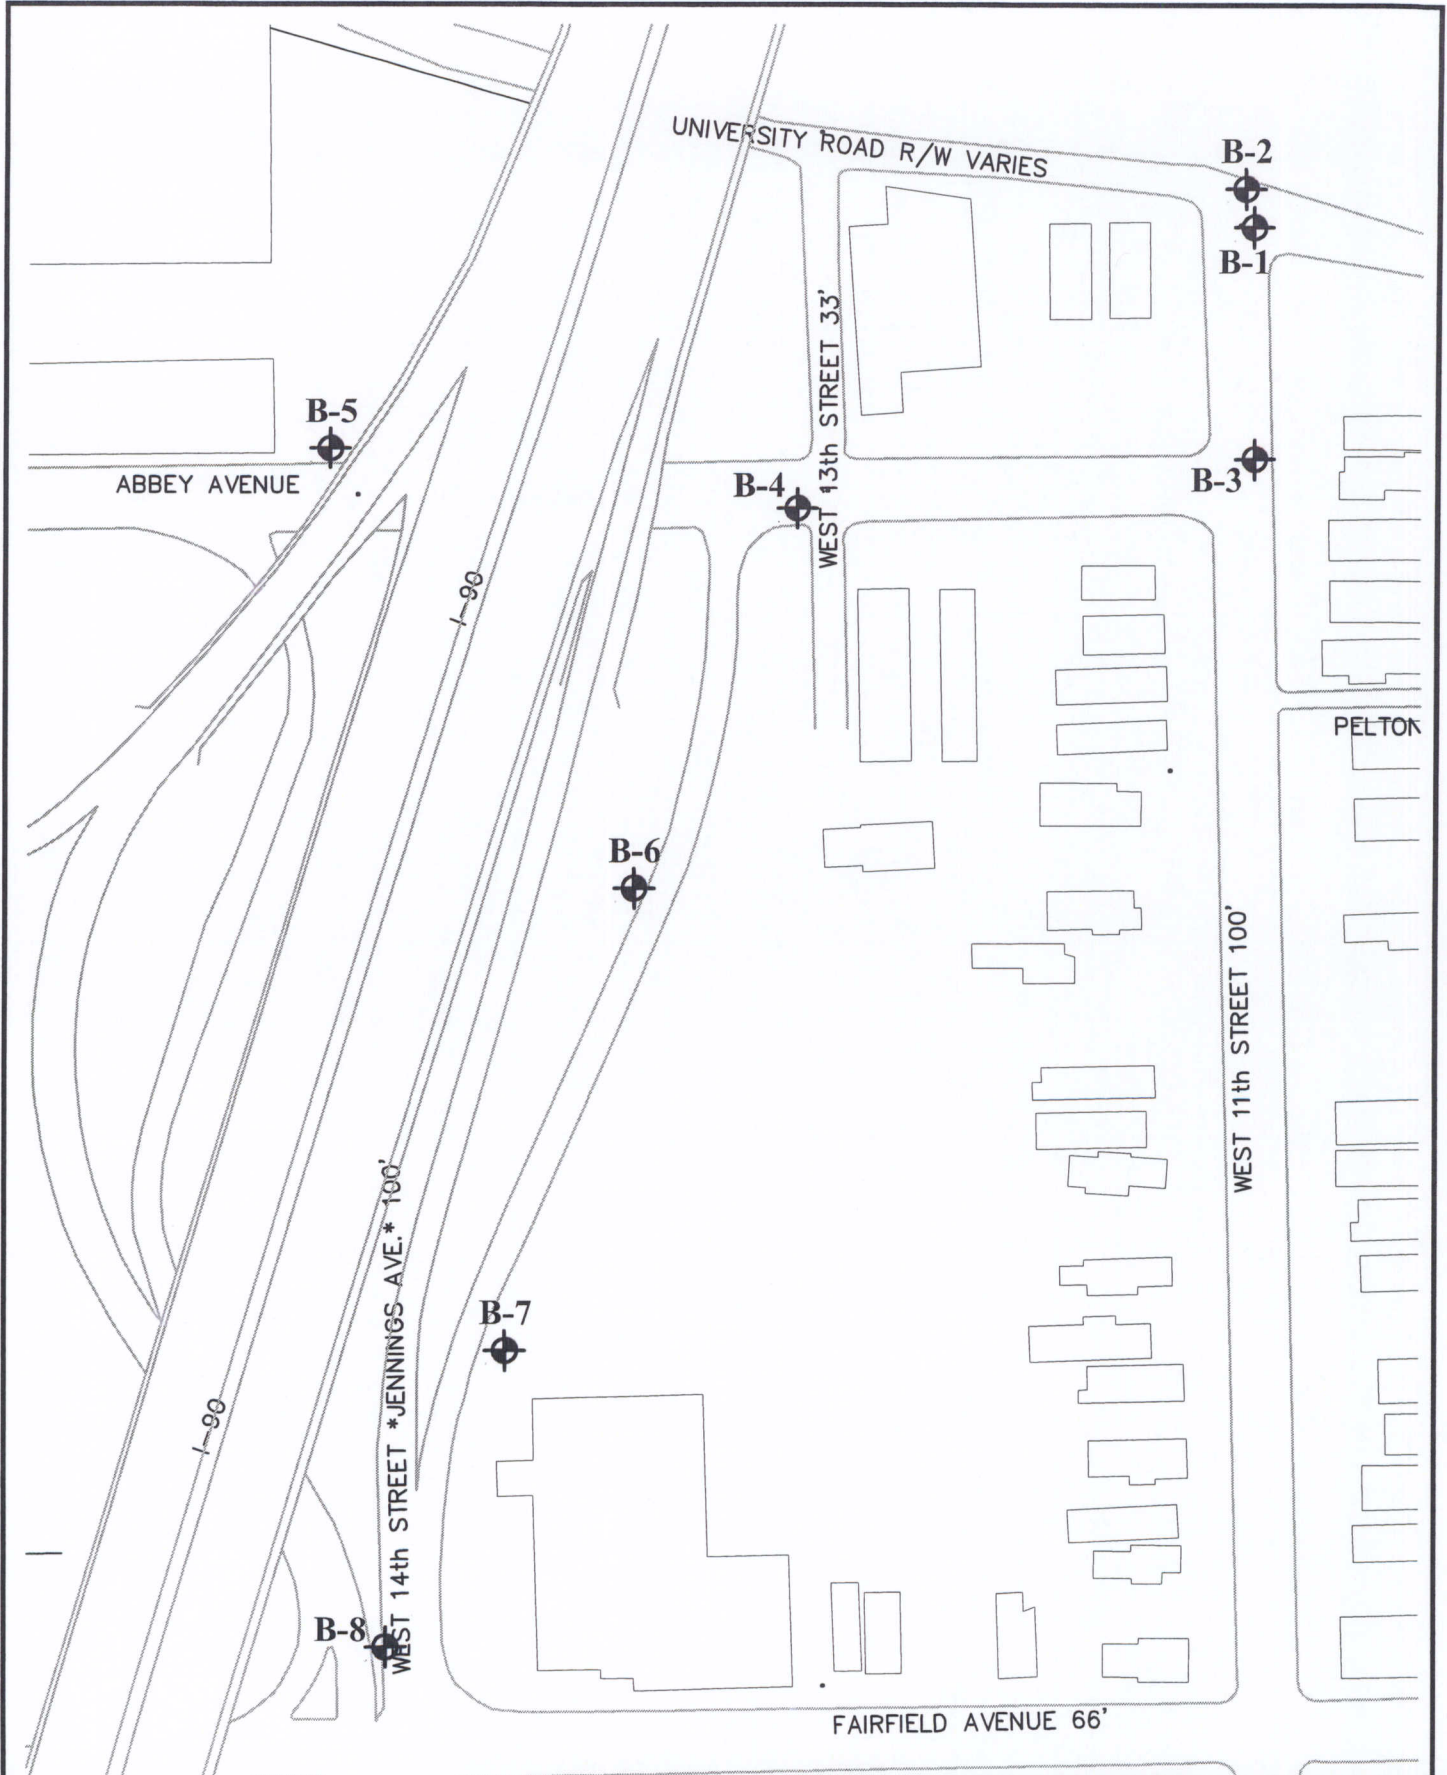 UNIVERSITY ROAD R/W VARIES
B-2
B-1
WEST 13th STREET 33'
B-5
ABBEY AVENUE
B-4
B-3
I-90
PELTON
B-6
WEST 11th STREET 100'
WEST 14th STREET *JENNINGS AVE.* 100'
B-7
I-90
B-8
FAIRFIELD AVENUE 66'